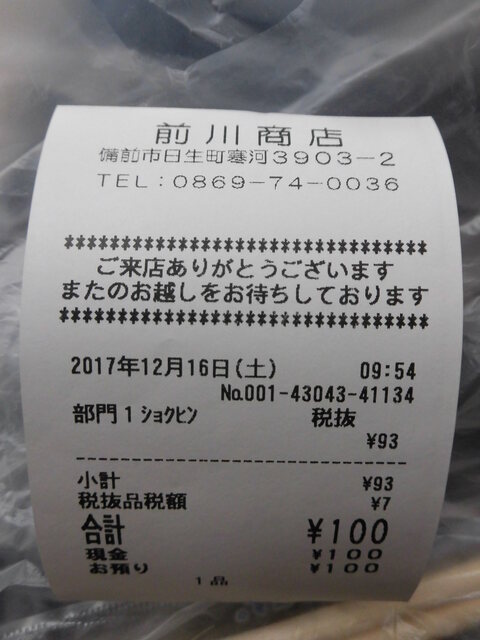 前川商店
備前市日生町寒河3903-2
TEL:0869-74-0036
**********************************
ご来店ありがとうございます
またのお越しをお待ちしております
**********************************
2017年12月16日(土) 09:54
No.001-43043-41134
部門1ｼｮｸﾋﾝ 税抜
¥93
小計 ¥93
税抜品税額 ¥7
合計 ¥100
現金 ¥100
お預り ¥100
1品